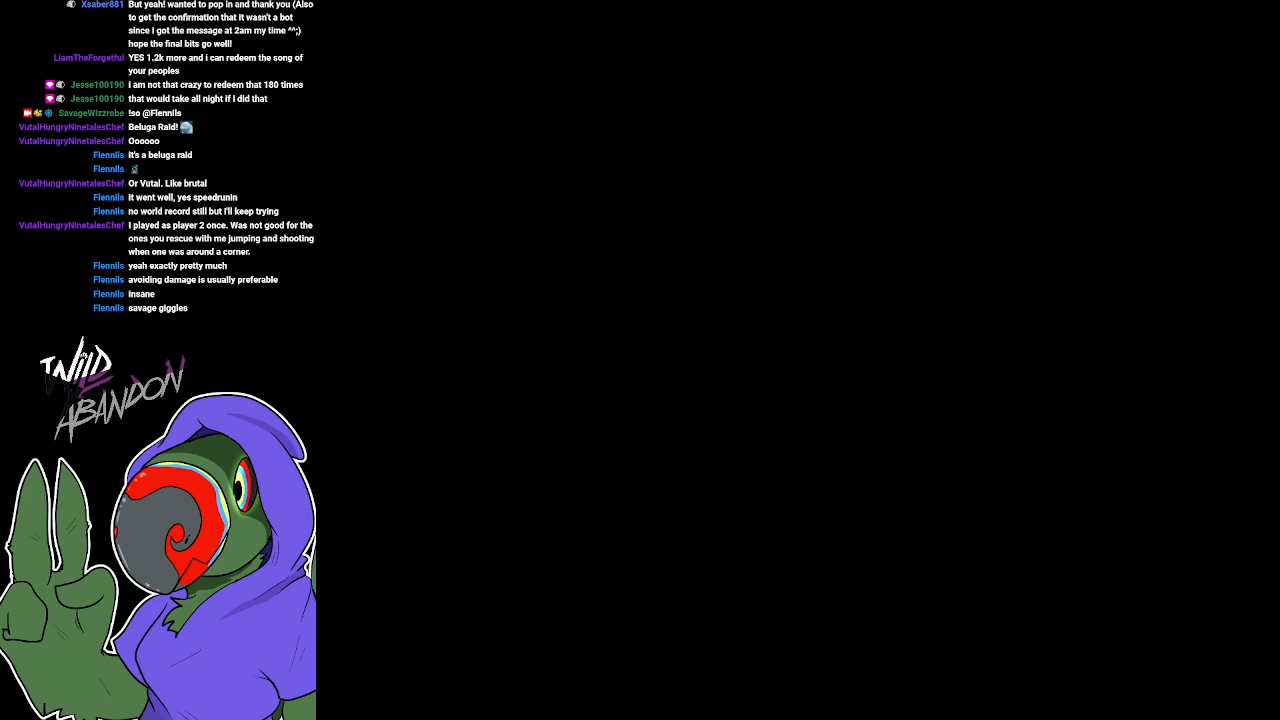 Xsaber881 But yeah! wanted to pop in and thank you (Also
to get the confirmation that it wasn't a bot
since I got the message at 2am my time ^^;)
hope the final bits go well!
LiamTheForgetful YES 1.2k more and i can redeem the song of
your peoples
Jesse100190 I am not that crazy to redeem that 180 times
Jesse100190 that would take all night if I did that
SavageWizzrobe !so @Flennils
VutalHungryNinetalesChef Beluga Raid!
VutalHungryNinetalesChef Oooooo
Flennils it's a beluga raid
Flennils
VutalHungryNinetalesChef Or Vutal. Like brutal
Flennils it went well, yes speedrunin
Flennils no world record still but i'll keep trying
VutalHungryNinetalesChef I played as player 2 once. Was not good for the
ones you rescue with me jumping and shooting
when one was around a corner.
Flennils yeah exactly pretty much
Flennils avoiding damage is usually preferable
Flennils insane
Flennils savage giggles
WILD
ABANDON